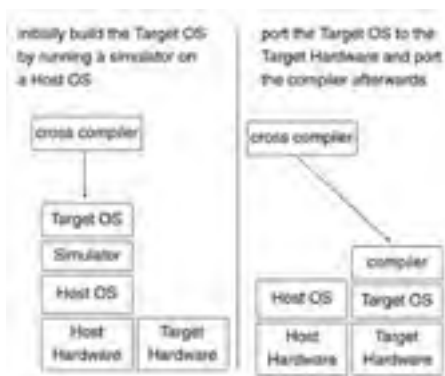 initially build the Target OS
by running a simulator on
a Host OS
cross compiler
Target OS
Simulator
Host OS
Host
Hardware
Target
Hardware
port the Target OS to the
Target Hardware and port
the compiler afterwards
cross compiler
compiler
Host OS
Target OS
Host
Hardware
Target
Hardware